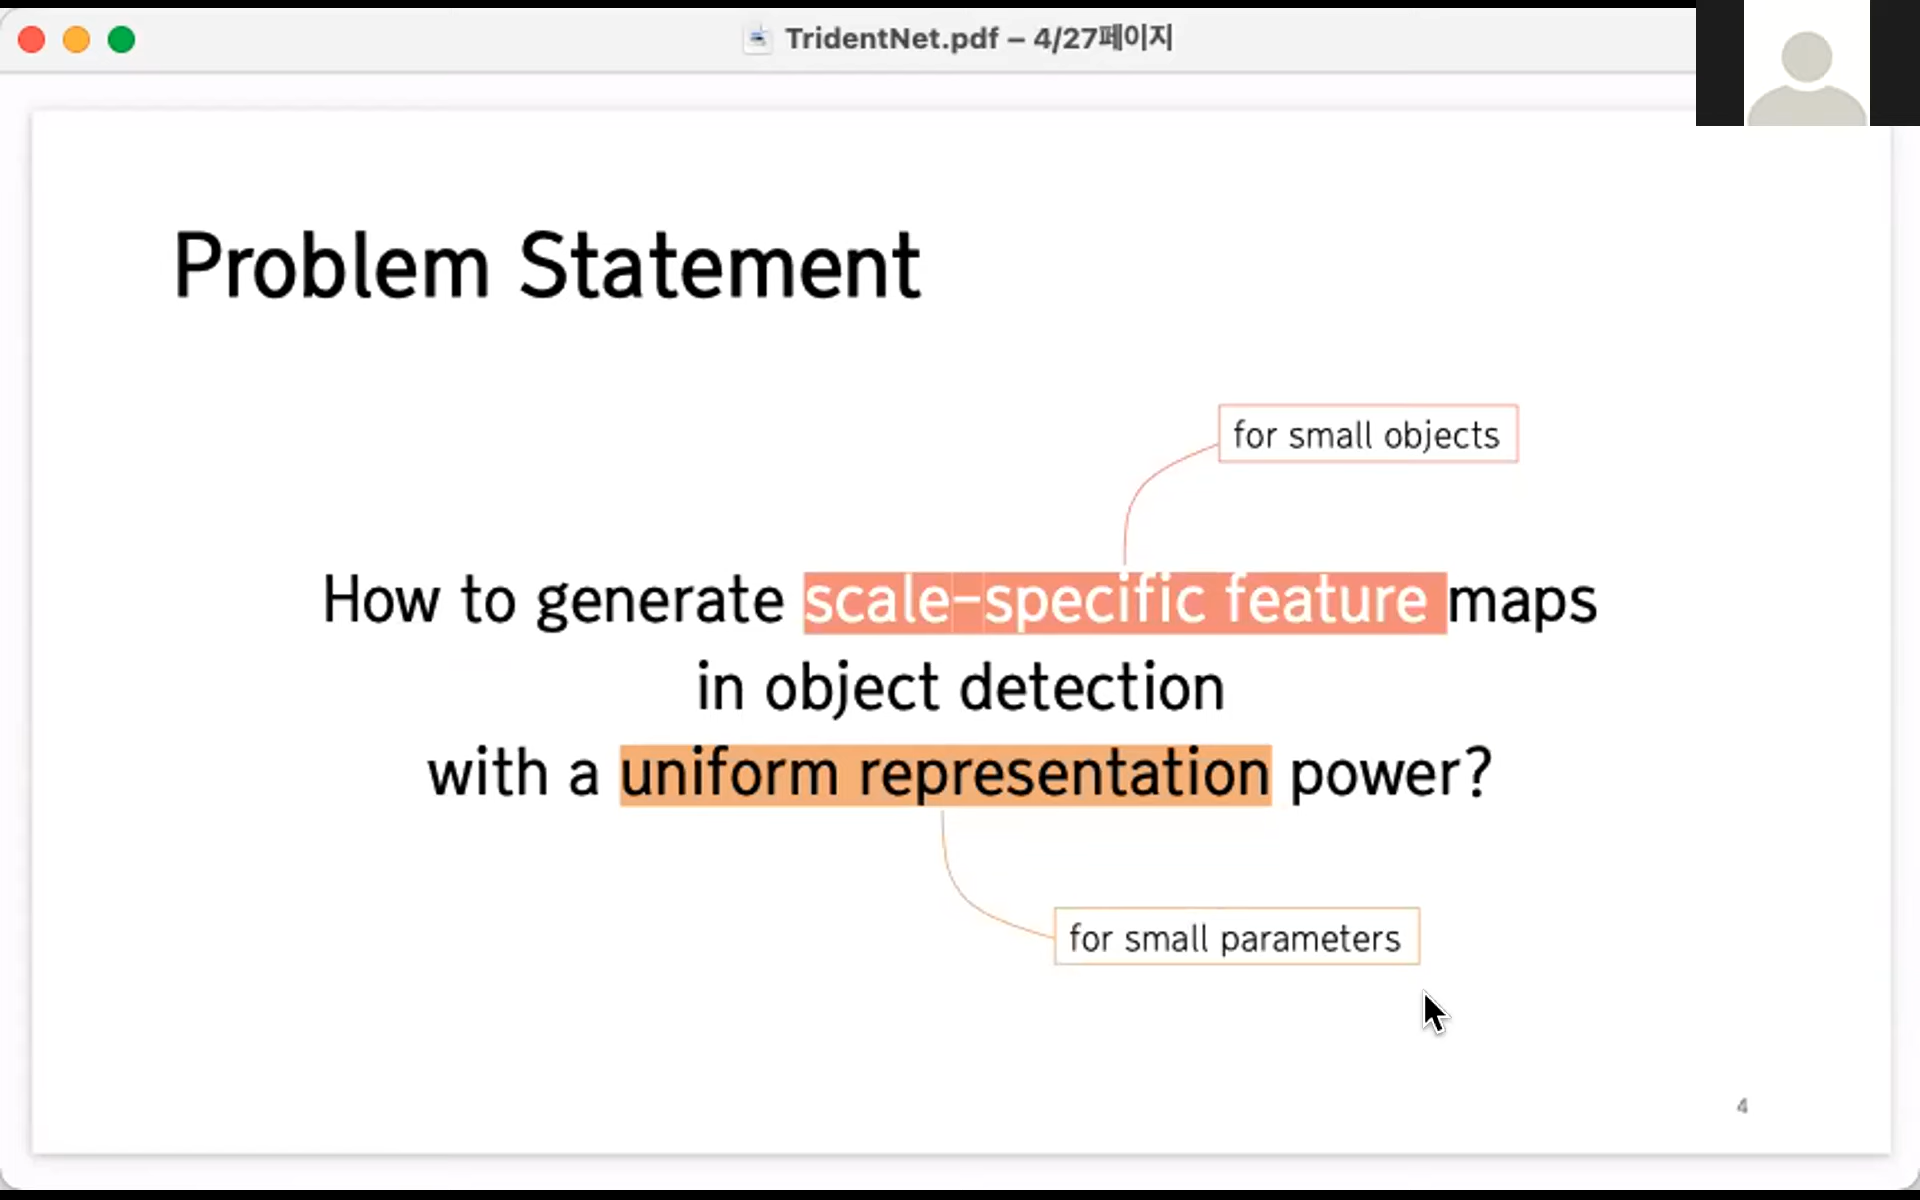 TridentNet.pdf – 4/27페이지
Problem Statement
for small objects
How to generate scale-specific feature maps
in object detection
with a uniform representation power?
for small parameters
4